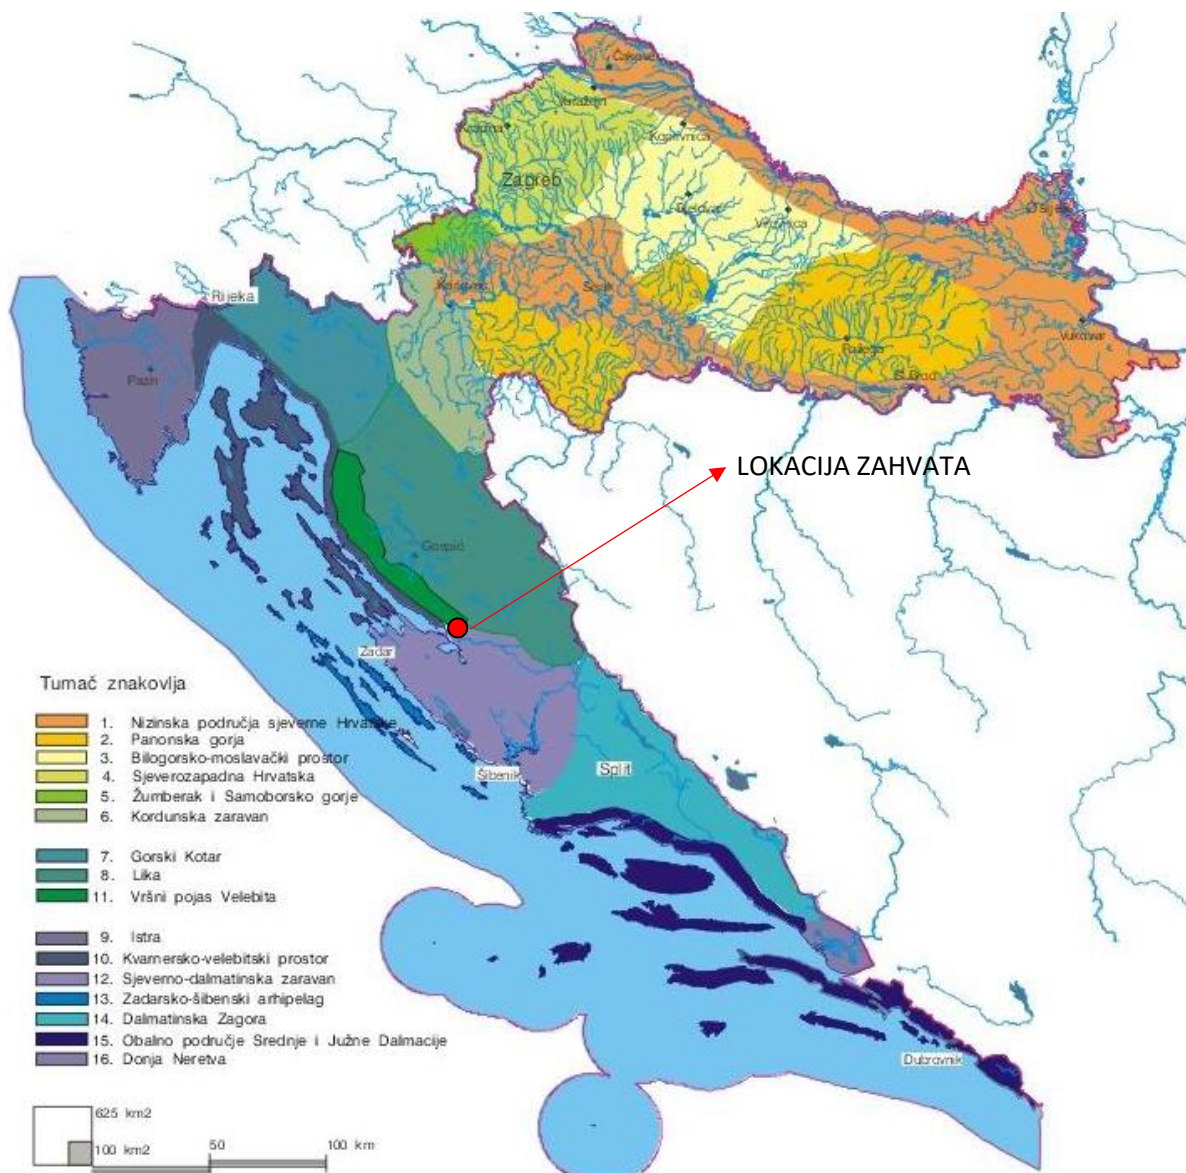 Čakovec
Varaždin
Krapina
Koprivnica
Zagreb
Bjelovar
Virovitica
Osijek
Karlovac
Sisak
Rijeka
Požega
Vukovar
Sl. Brod
Pazin
LOKACIJA ZAHVATA
Gospić
Zadar
Tumač znakovlja
1. Nizinska područja sjeverne Hrvatske
2. Panonska gorja
3. Bilogorsko-moslavački prostor
4. Sjeverozapadna Hrvatska
5. Žumberak i Samoborsko gorje
6. Kordunska zaravan
Šibenik
Split
7. Gorski Kotar
8. Lika
11. Vršni pojas Velebita
9. Istra
10. Kvarnersko-velebitski prostor
12. Sjeverno-dalmatinska zaravan
13. Zadarsko-šibenski arhipelag
14. Dalmatinska Zagora
15. Obalno područje Srednje i Južne Dalmacije
16. Donja Neretva
Dubrovnik
625 km2
100 km2
50
100 km